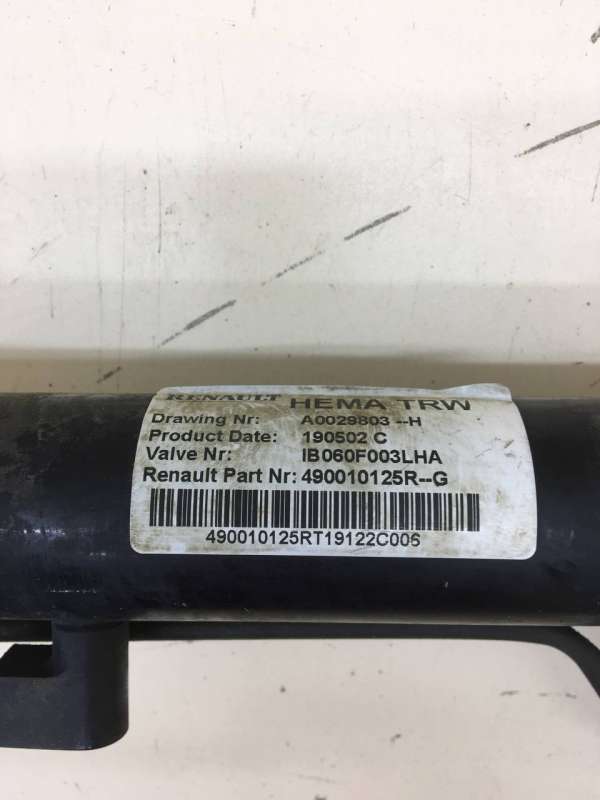 RENAULT HEMA TRW
Drawing Nr: A0029803 --H
Product Date: 190502 C
Valve Nr: IB060F003LHA
Renault Part Nr: 490010125R--G
490010125RT19122C006